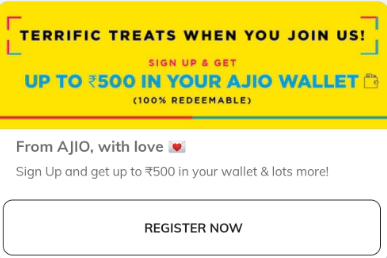 TERRIFIC TREATS WHEN YOU JOIN US!
SIGN UP & GET
UP TO ₹500 IN YOUR AJIO WALLET
(100% REDEEMABLE)
From AJIO, with love 💌
Sign Up and get up to ₹500 in your wallet & lots more!
REGISTER NOW